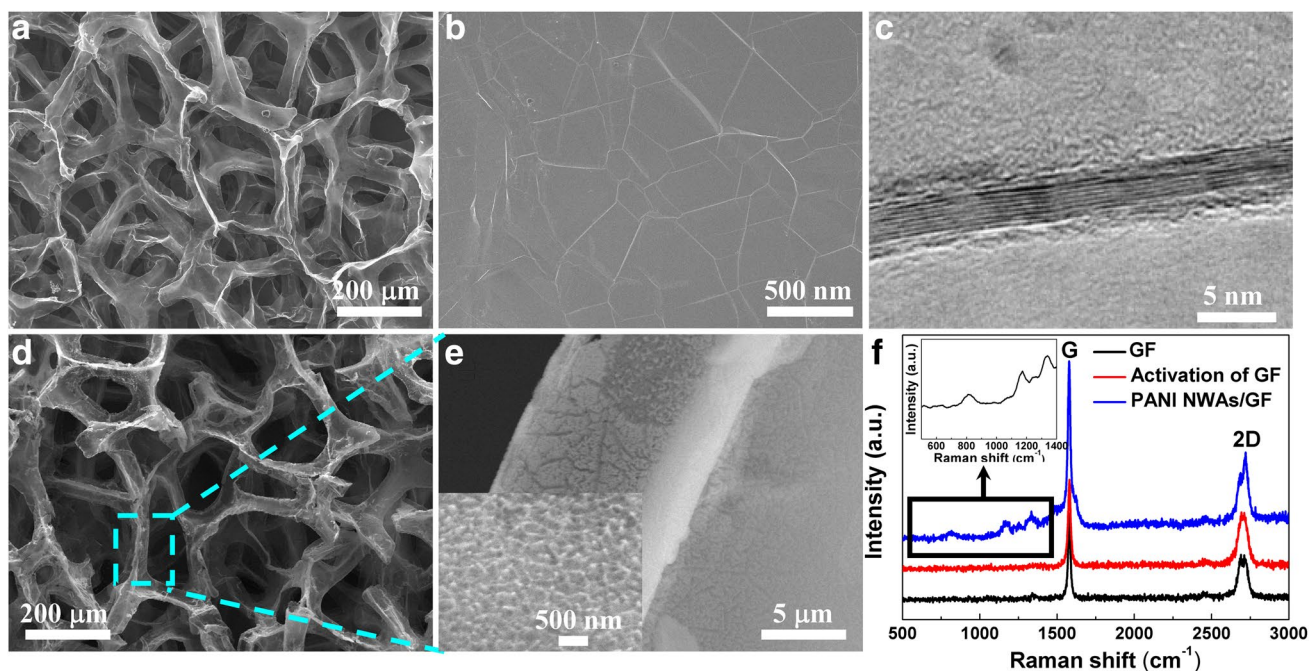 a
200 μm
b
500 nm
c
5 nm
d
200 μm
e
500 nm
5 μm
f
Intensity (a.u.)
Intensity (a.u.)
600 800 1000 1200 1400
Raman shift (cm⁻¹)
G
GF
Activation of GF
PANI NWAs/GF
2D
500 1000 1500 2000 2500 3000
Raman shift (cm⁻¹)